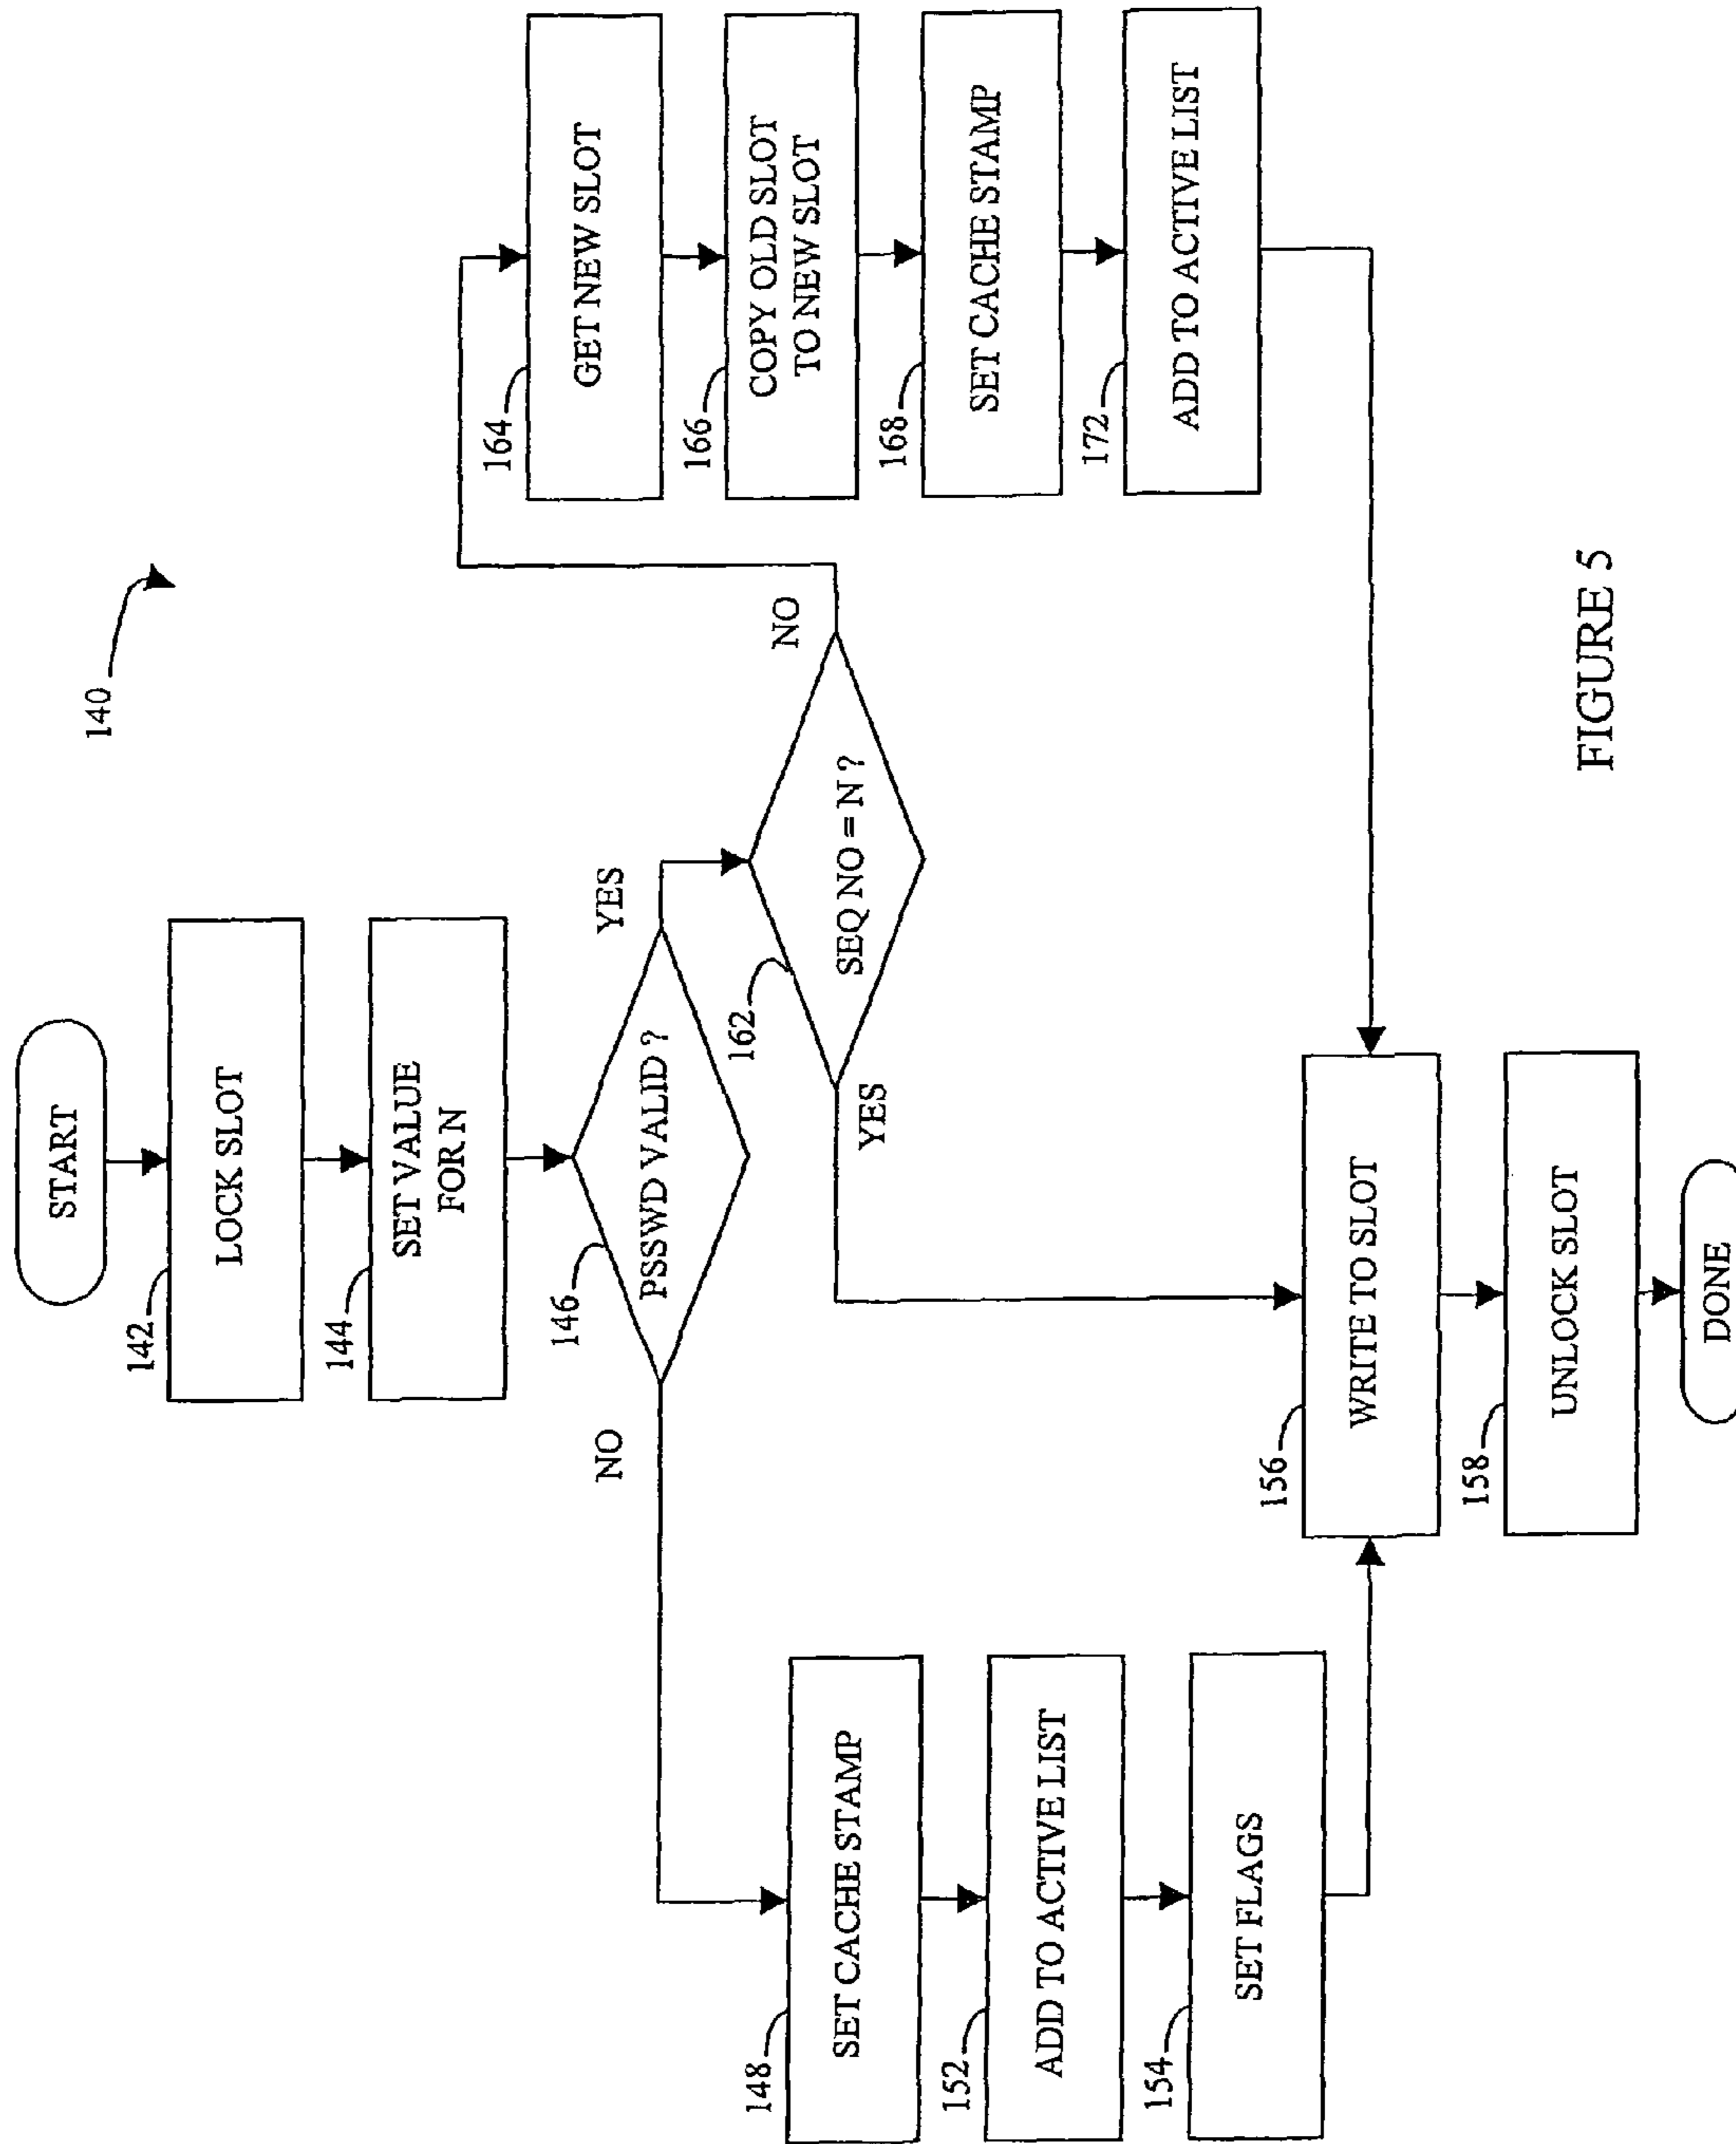 140
START
142
LOCK SLOT
144
SET VALUE
FOR N
146
PSSWD VALID ?
NO
YES
162
SEQ NO = N ?
YES
NO
148
SET CACHE STAMP
152
ADD TO ACTIVE LIST
154
SET FLAGS
164
GET NEW SLOT
166
COPY OLD SLOT
TO NEW SLOT
168
SET CACHE STAMP
172
ADD TO ACTIVE LIST
156
WRITE TO SLOT
158
UNLOCK SLOT
DONE
FIGURE 5